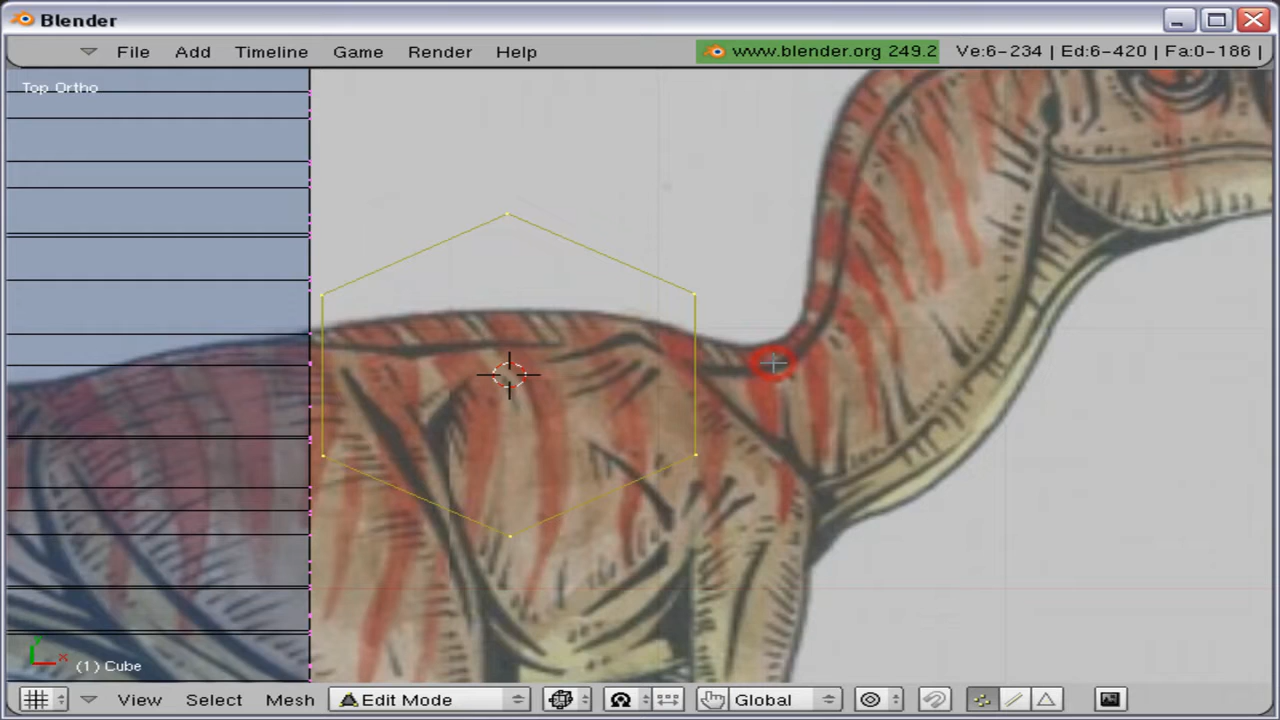 Blender
File Add Timeline Game Render Help www.blender.org 249.2 Ve:6-234 | Ed:6-420 | Fa:0-186 |
Top Ortho
(1) Cube
View Select Mesh Edit Mode Global